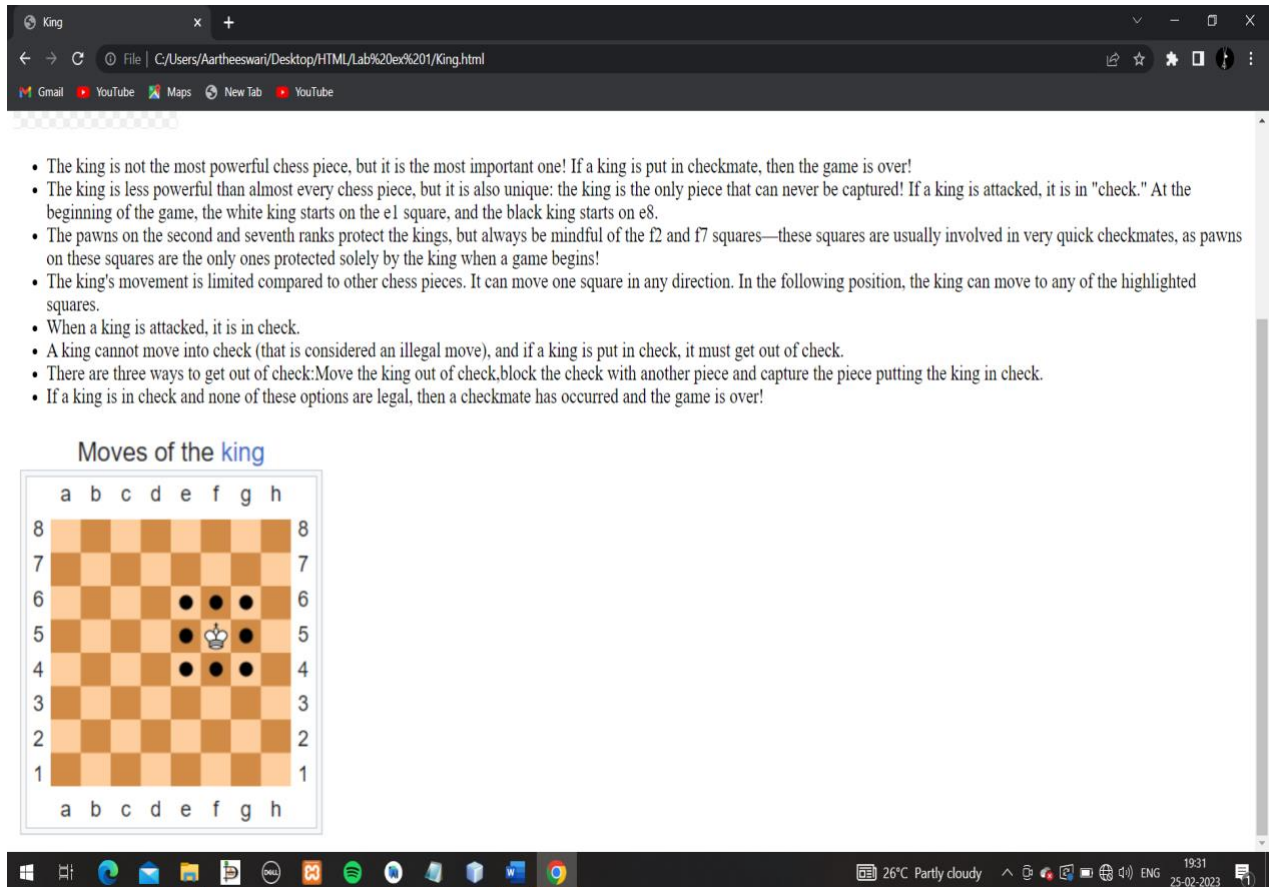 King
File | C:/Users/Aartheeswari/Desktop/HTML/Lab%20ex%201/King.html
Gmail YouTube Maps New Tab YouTube
• The king is not the most powerful chess piece, but it is the most important one! If a king is put in checkmate, then the game is over!
• The king is less powerful than almost every chess piece, but it is also unique: the king is the only piece that can never be captured! If a king is attacked, it is in "check." At the
beginning of the game, the white king starts on the e1 square, and the black king starts on e8.
• The pawns on the second and seventh ranks protect the kings, but always be mindful of the f2 and f7 squares—these squares are usually involved in very quick checkmates, as pawns
on these squares are the only ones protected solely by the king when a game begins!
• The king's movement is limited compared to other chess pieces. It can move one square in any direction. In the following position, the king can move to any of the highlighted
squares.
• When a king is attacked, it is in check.
• A king cannot move into check (that is considered an illegal move), and if a king is put in check, it must get out of check.
• There are three ways to get out of check:Move the king out of check,block the check with another piece and capture the piece putting the king in check.
• If a king is in check and none of these options are legal, then a checkmate has occurred and the game is over!
Moves of the king
a b c d e f g h
8 8
7 7
6 6
5 5
4 4
3 3
2 2
1 1
a b c d e f g h
DELL
26°C Partly cloudy ENG
19:31
25-02-2023
1